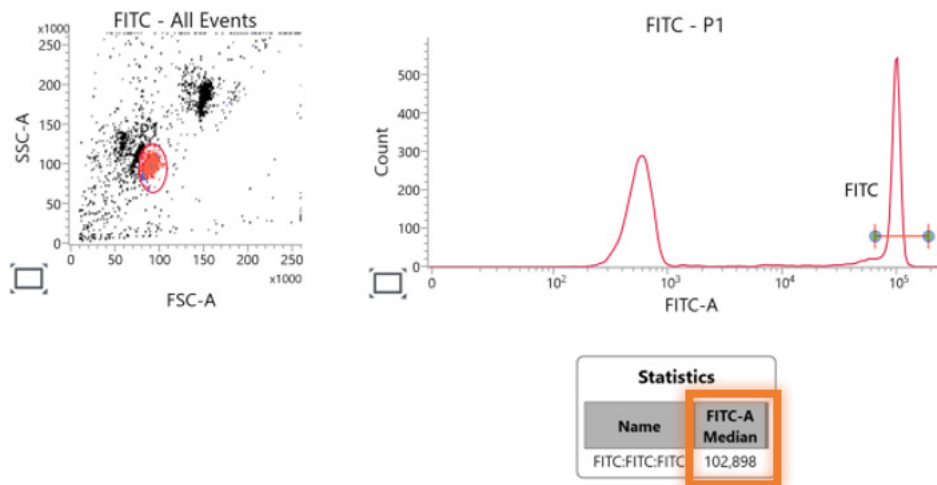 FITC - All Events
x1000
250
200
150
100
50
0
SSC-A
P1
0 50 100 150 200 250
x1000
FSC-A
FITC - P1
500
400
300
200
100
0
Count
FITC
0 10² 10³ 10⁴ 10⁵
FITC-A
Statistics
Name FITC-A Median
FITC:FITC:FITC 102,898